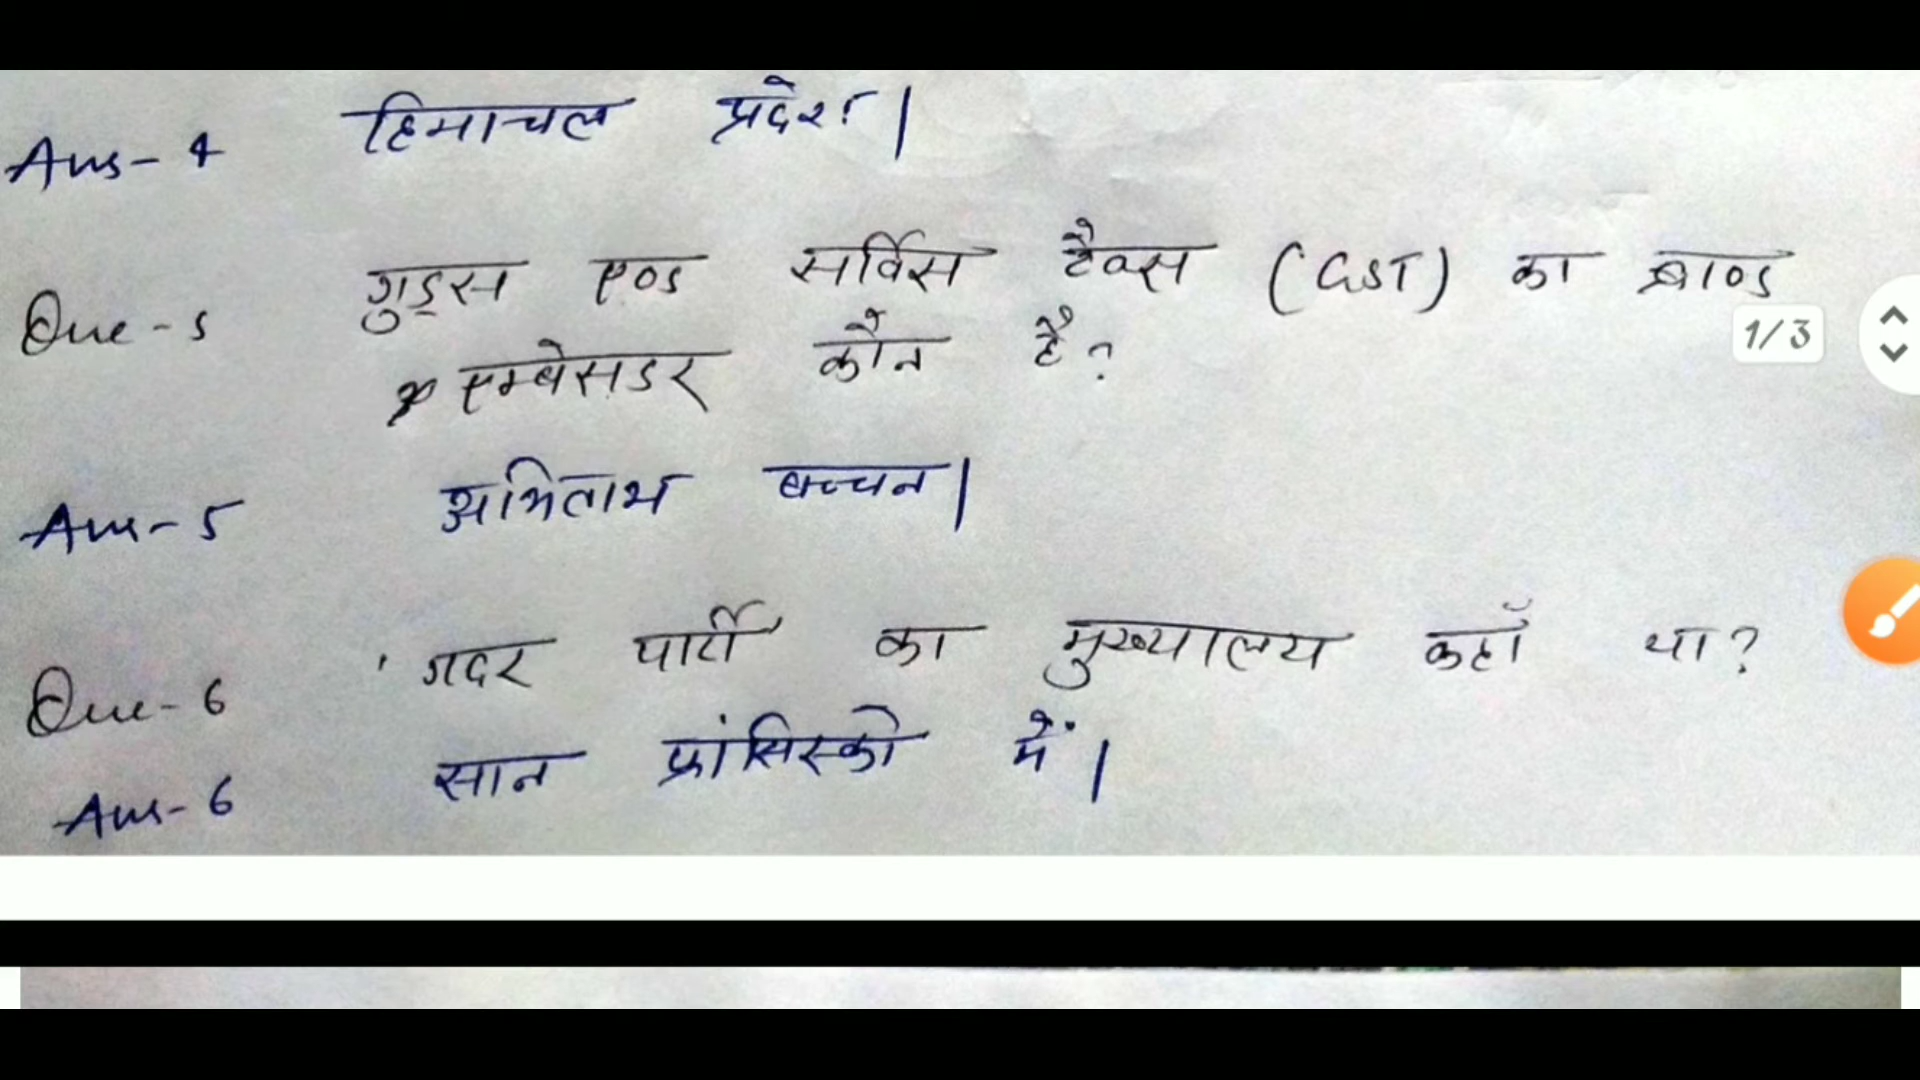 Ans-4 हिमाचल प्रदेश।
Que-5 गुड्स एण्ड सर्विस टैक्स (GST) का ब्राण्ड
1/3
एम्बेसडर कौन है?
Ans-5 अमिताभ बच्चन।
Que-6 गदर पार्टी का मुख्यालय कहाँ था?
Ans-6 सान फ्रांसिस्को में।